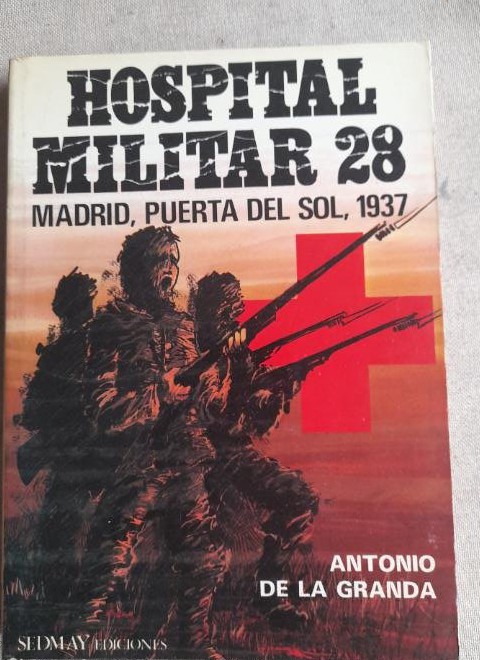 HOSPITAL
MILITAR 28
MADRID, PUERTA DEL SOL, 1937
ANTONIO
DE LA GRANDA
SEDMAY EDICIONES